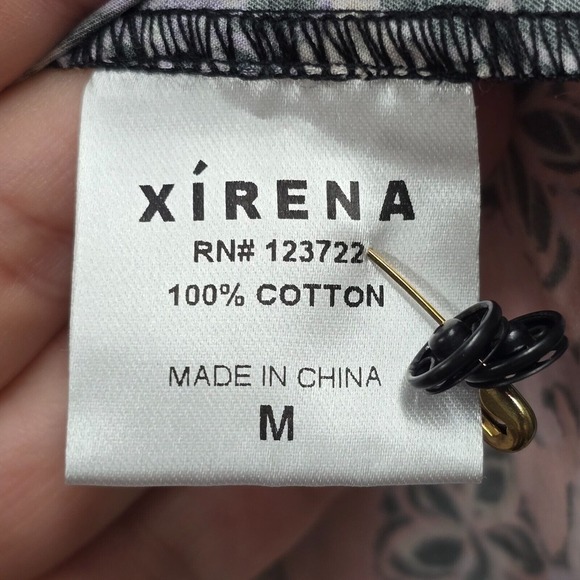 XÍRENA
RN# 123722
100% COTTON
MADE IN CHINA
M